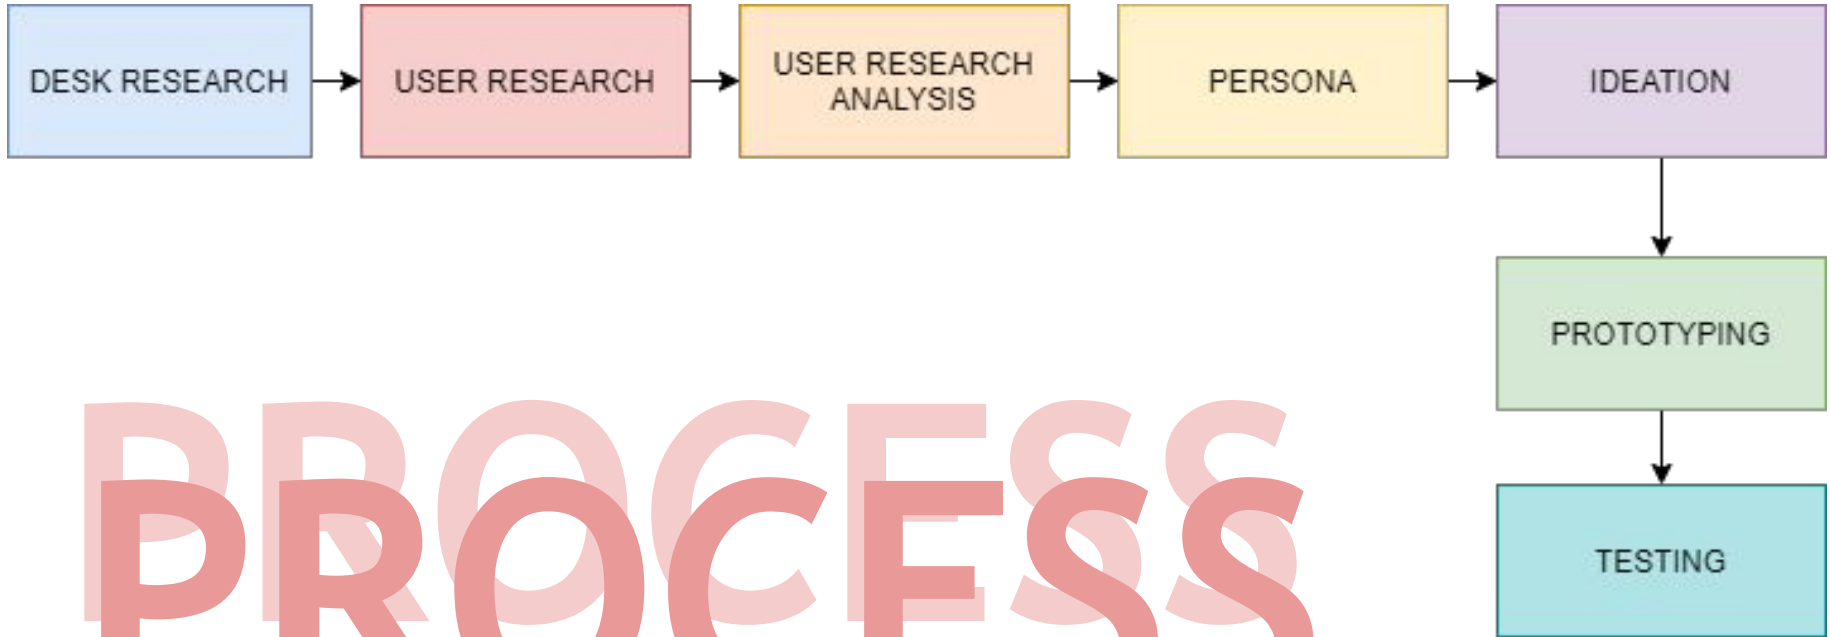 DESK RESEARCH
USER RESEARCH
USER RESEARCH
ANALYSIS
PERSONA
IDEATION
PROTOTYPING
TESTING
PROCESS
PROCESS